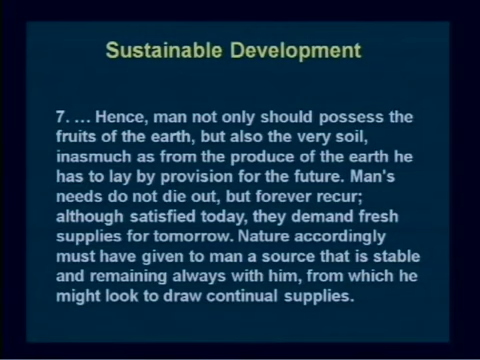 Sustainable Development
7. ... Hence, man not only should possess the
fruits of the earth, but also the very soil,
inasmuch as from the produce of the earth he
has to lay by provision for the future. Man's
needs do not die out, but forever recur;
although satisfied today, they demand fresh
supplies for tomorrow. Nature accordingly
must have given to man a source that is stable
and remaining always with him, from which he
might look to draw continual supplies.